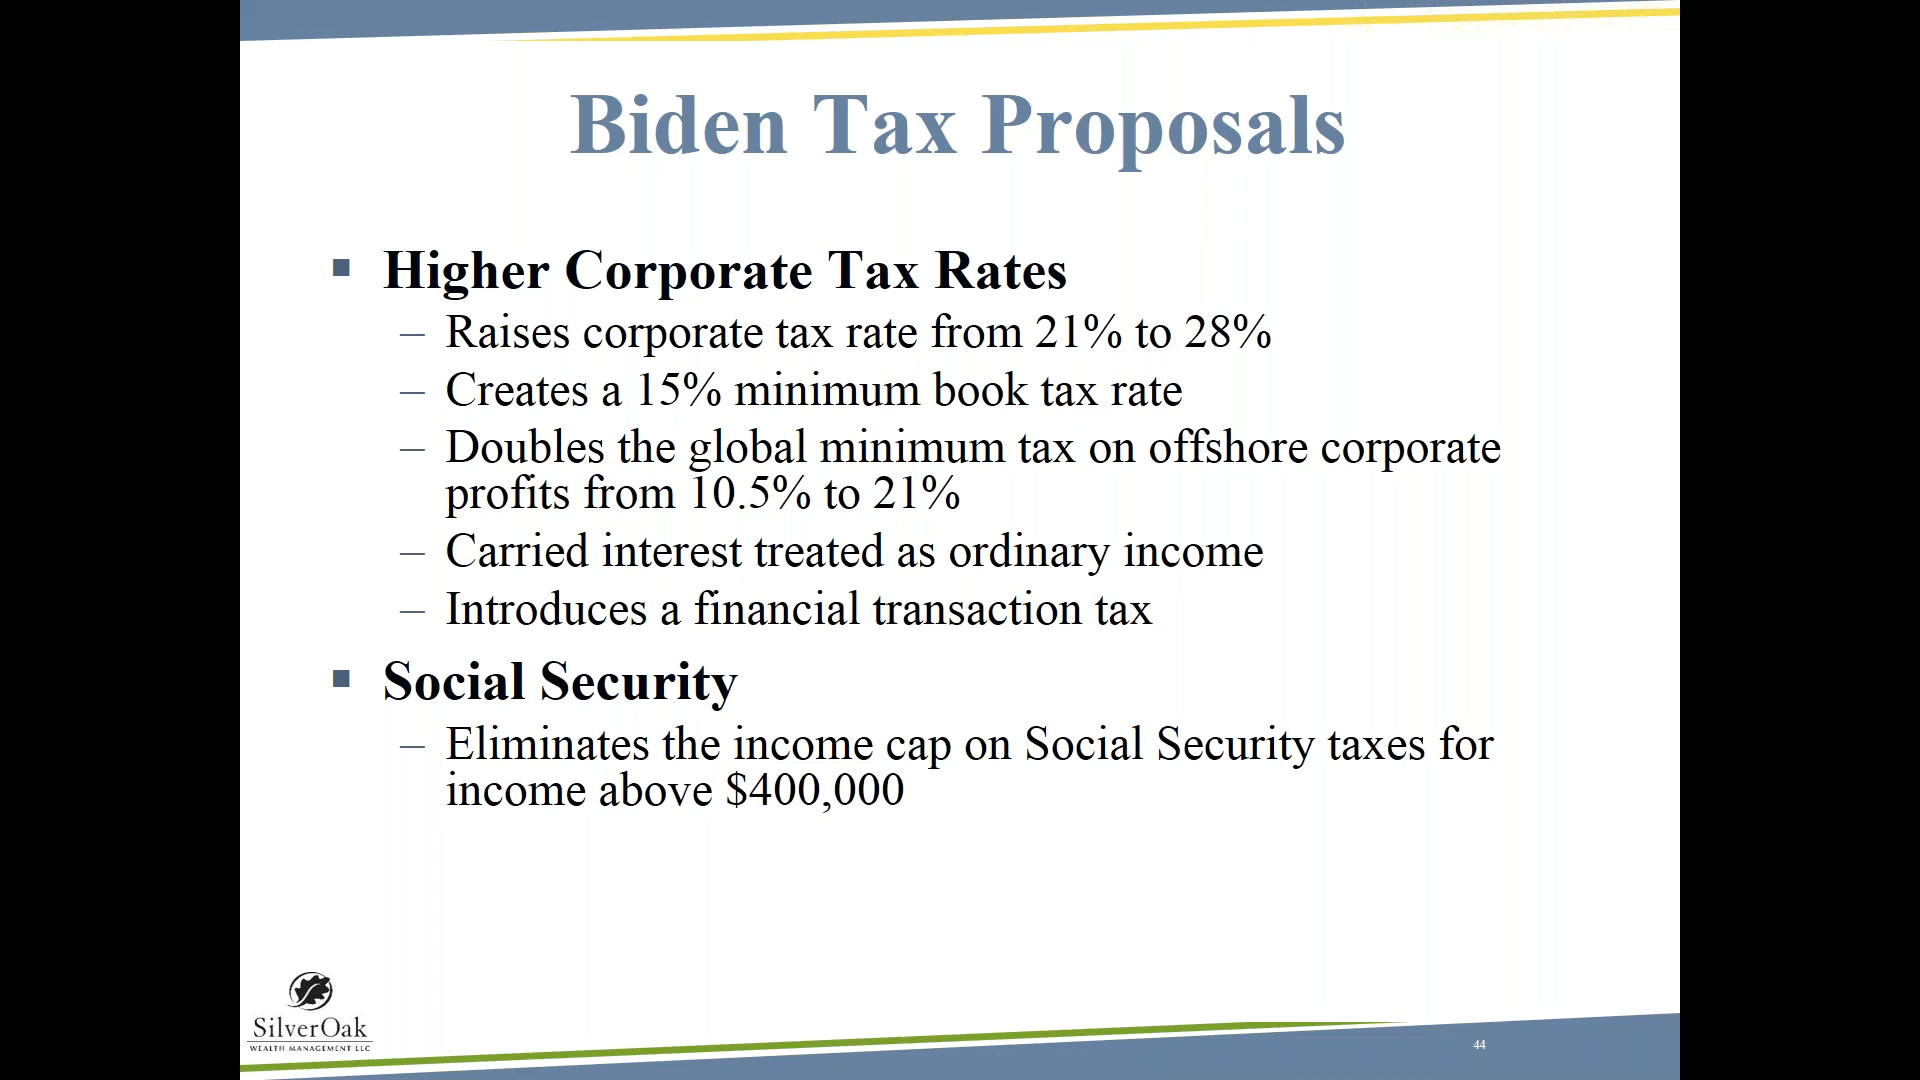 Biden Tax Proposals
▪ Higher Corporate Tax Rates
– Raises corporate tax rate from 21% to 28%
– Creates a 15% minimum book tax rate
– Doubles the global minimum tax on offshore corporate
profits from 10.5% to 21%
– Carried interest treated as ordinary income
– Introduces a financial transaction tax
▪ Social Security
– Eliminates the income cap on Social Security taxes for
income above $400,000
SilverOak
WEALTH MANAGEMENT LLC
44